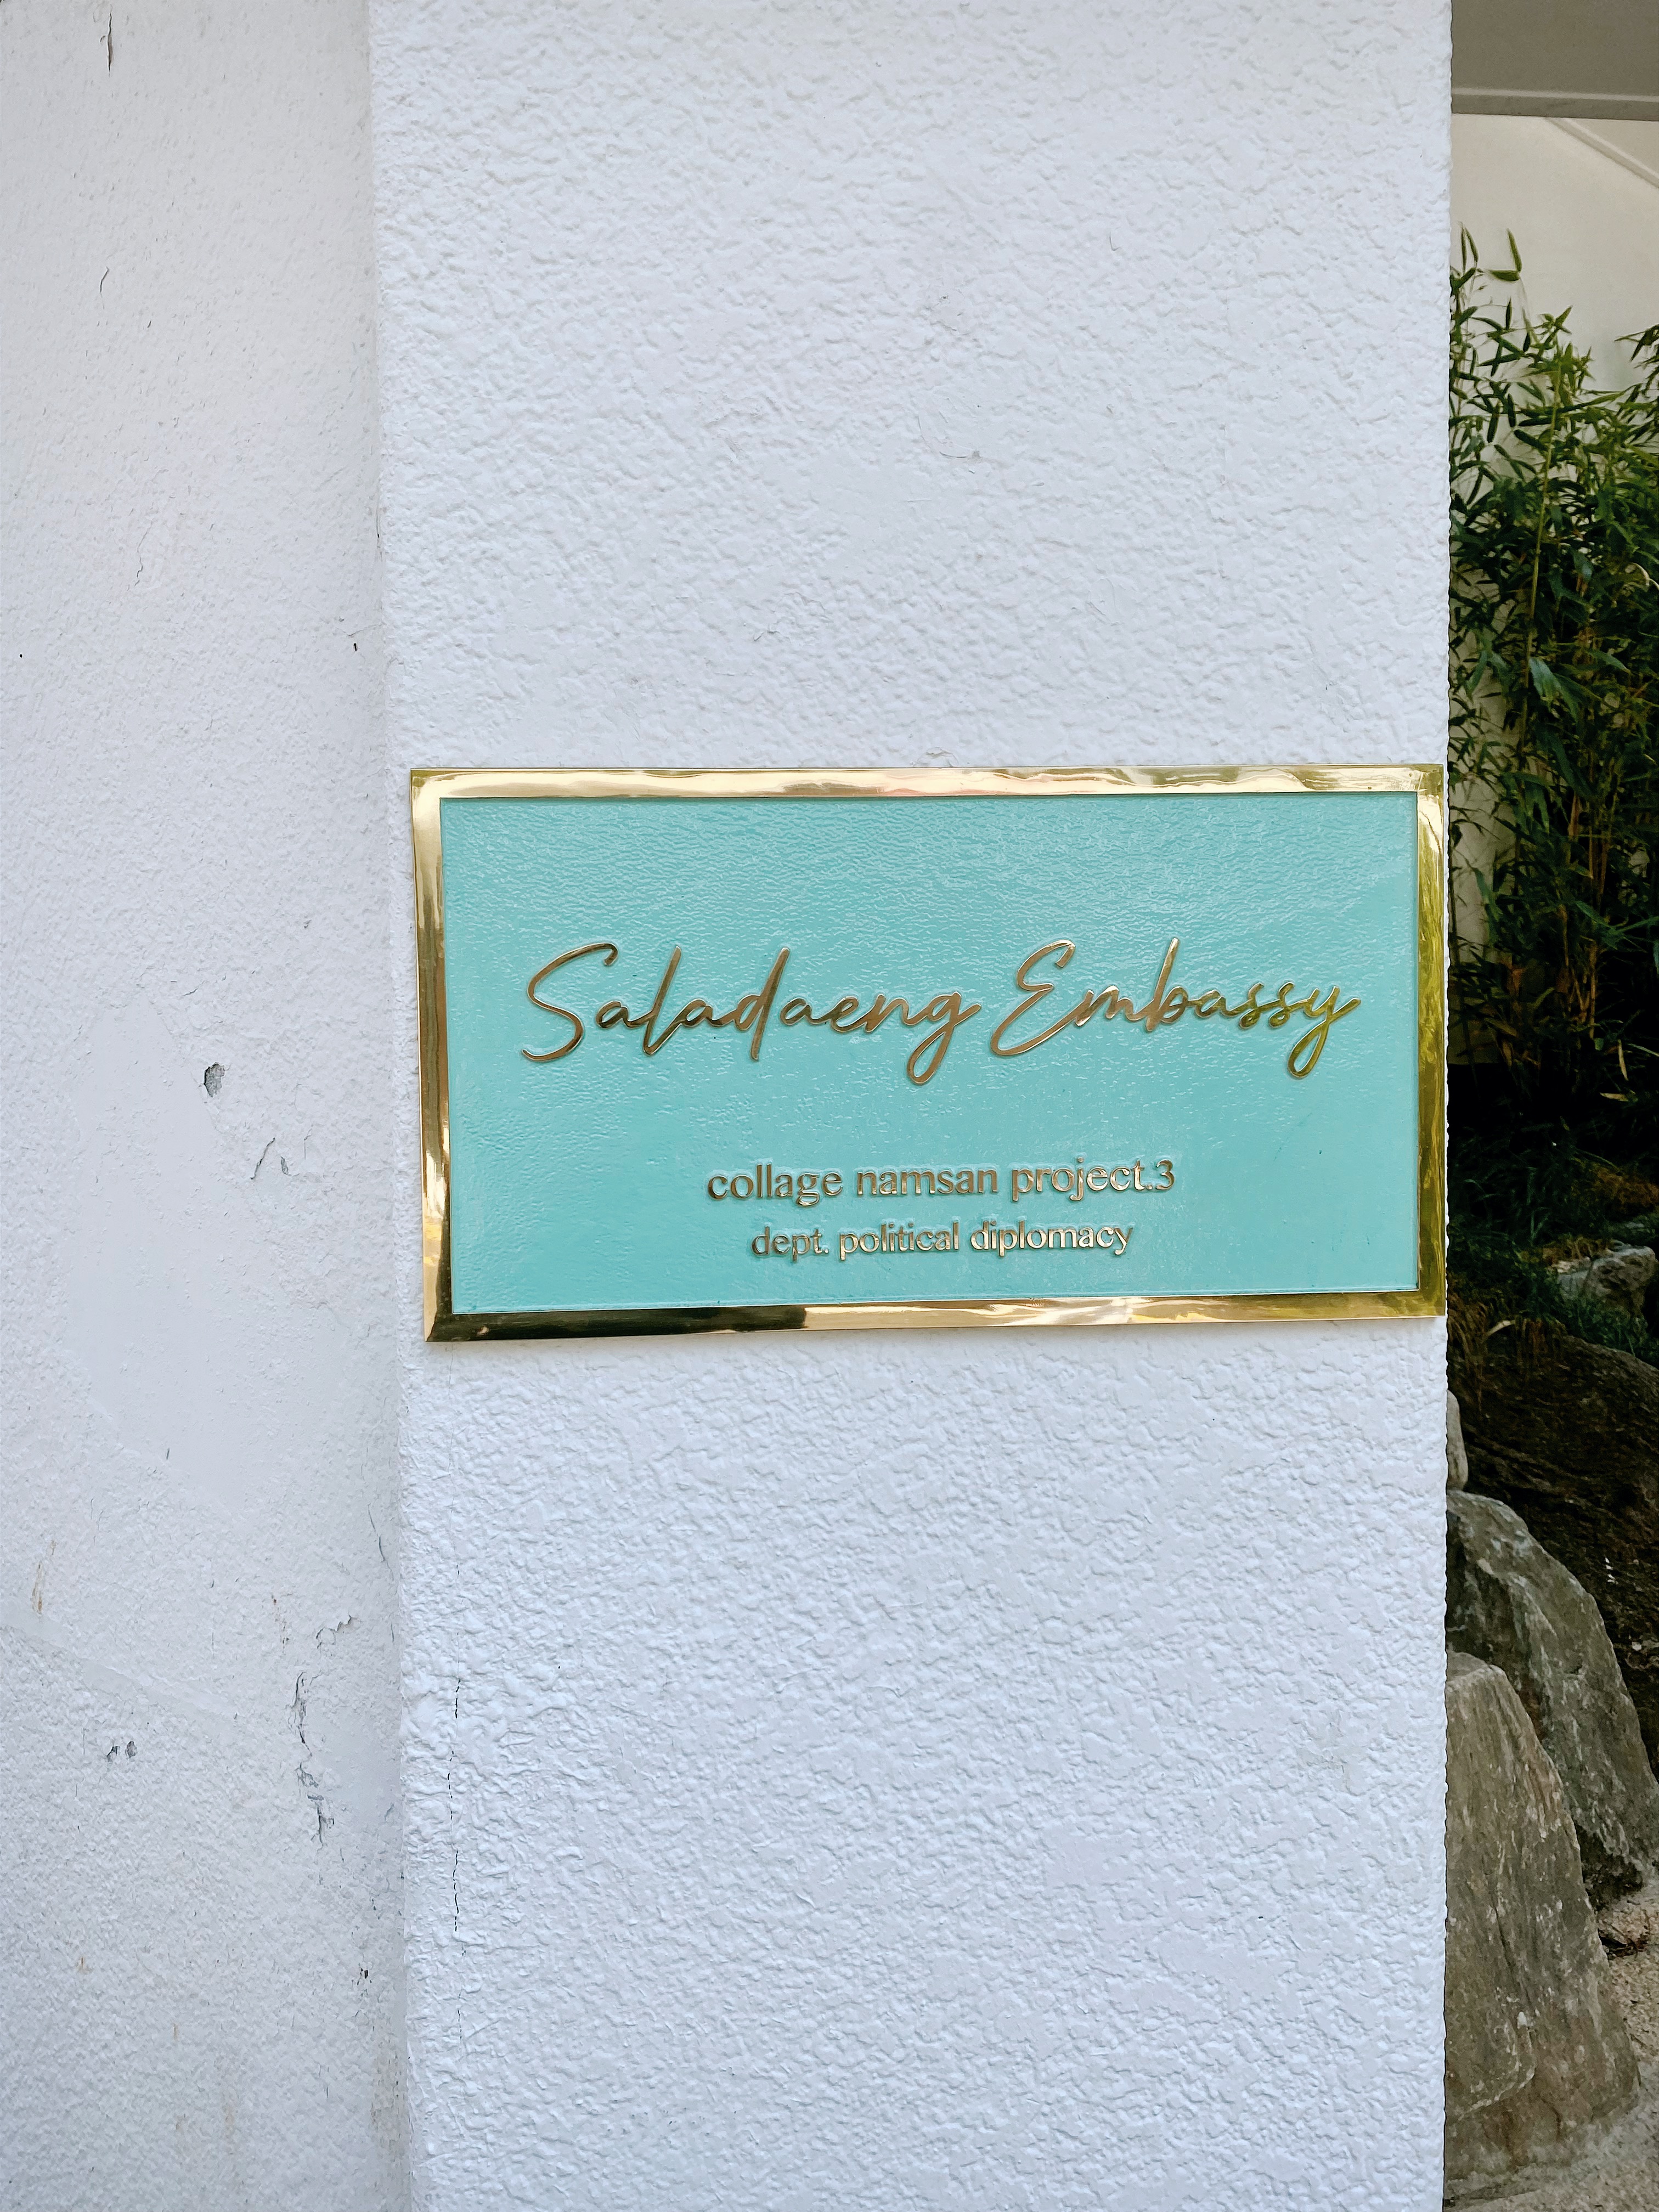 Saladaeng Embassy
collage namsan project.3
dept. political diplomacy